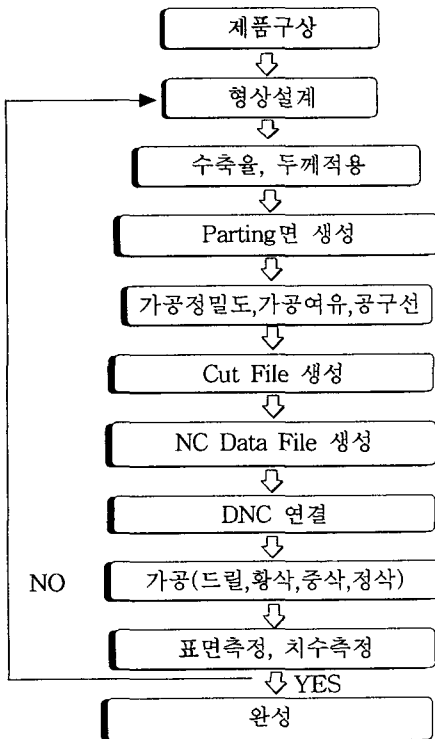 제품구상
형상설계
수축율, 두께적용
Parting면 생성
가공정밀도,가공여유,공구선
Cut File 생성
NC Data File 생성
DNC 연결
NO
가공(드릴,황삭,중삭,정삭)
표면측정, 치수측정
YES
완성